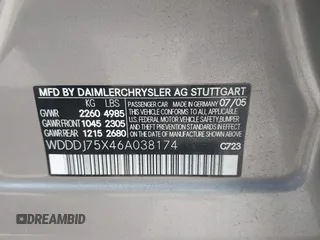 MFD BY DAIMLERCHRYSLER AG STUTTGART
MADE IN GERMANY 07/05
KG LBS
GVWR 2260 4985
GAWR FRONT 1045 2305
GAWR REAR 1215 2680
THIS VEHICLE CONFORMS TO ALL APPLICABLE U.S. FEDERAL MOTOR VEHICLE SAFETY, BUMPER, AND THEFT PREVENTION STANDARDS IN EFFECT ON THE DATE OF MANUFACTURE SHOWN ABOVE
WDDDJ75X46A038174
C723
© DREAMBID
DREAMBID.COM